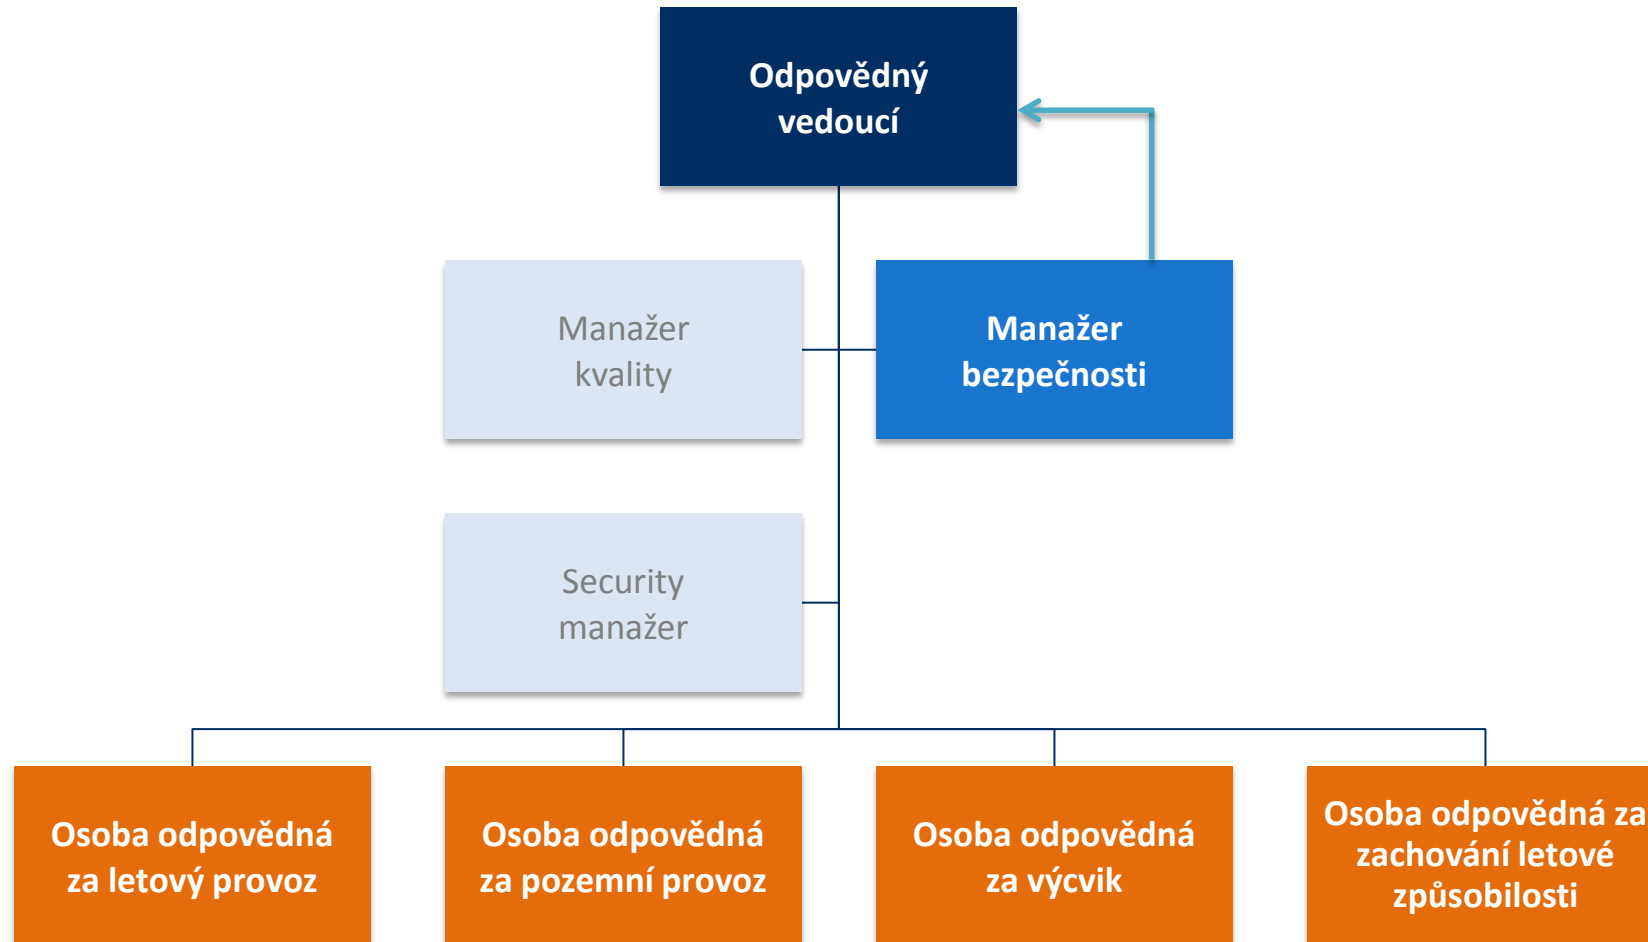 Odpovědný
vedoucí
Manažer
kvality
Manažer
bezpečnosti
Security
manažer
Osoba odpovědná
za letový provoz
Osoba odpovědná
za pozemní provoz
Osoba odpovědná
za výcvik
Osoba odpovědná za
zachování letové
způsobilosti